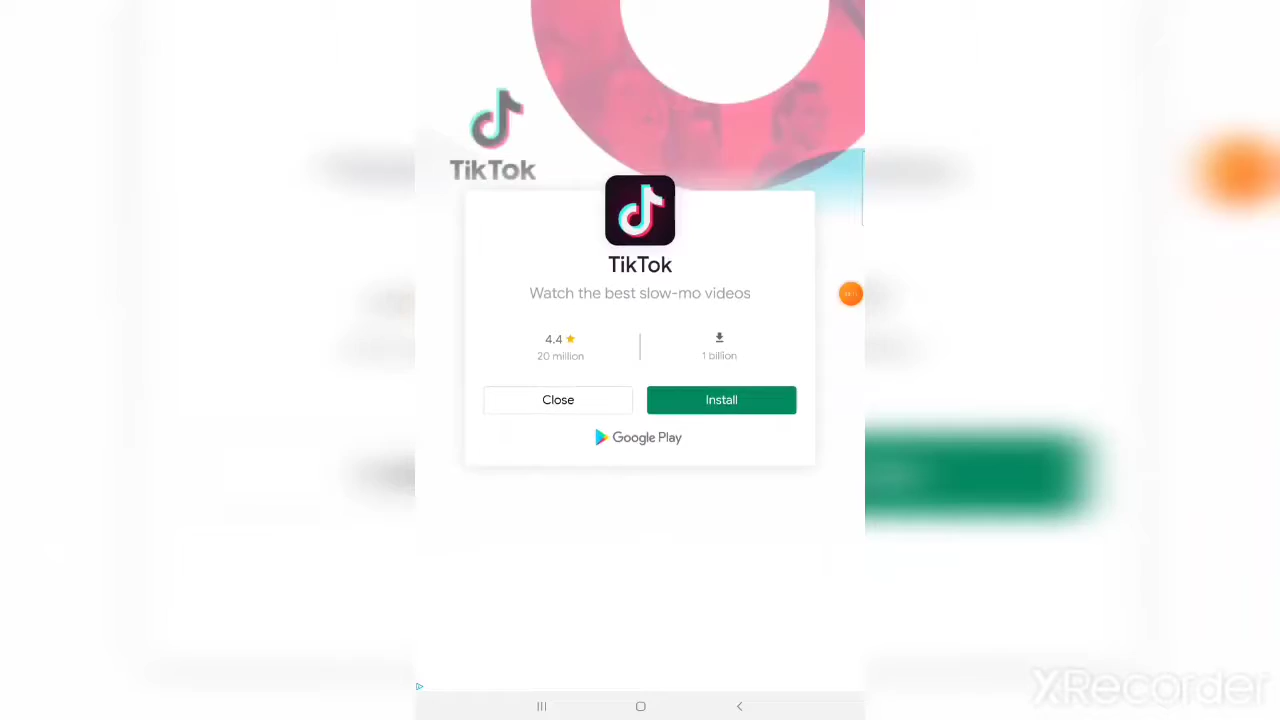 TikTok
TikTok
Watch the best slow-mo videos
4.4
20 million
1 billion
Close
Install
Google Play
XRecorder